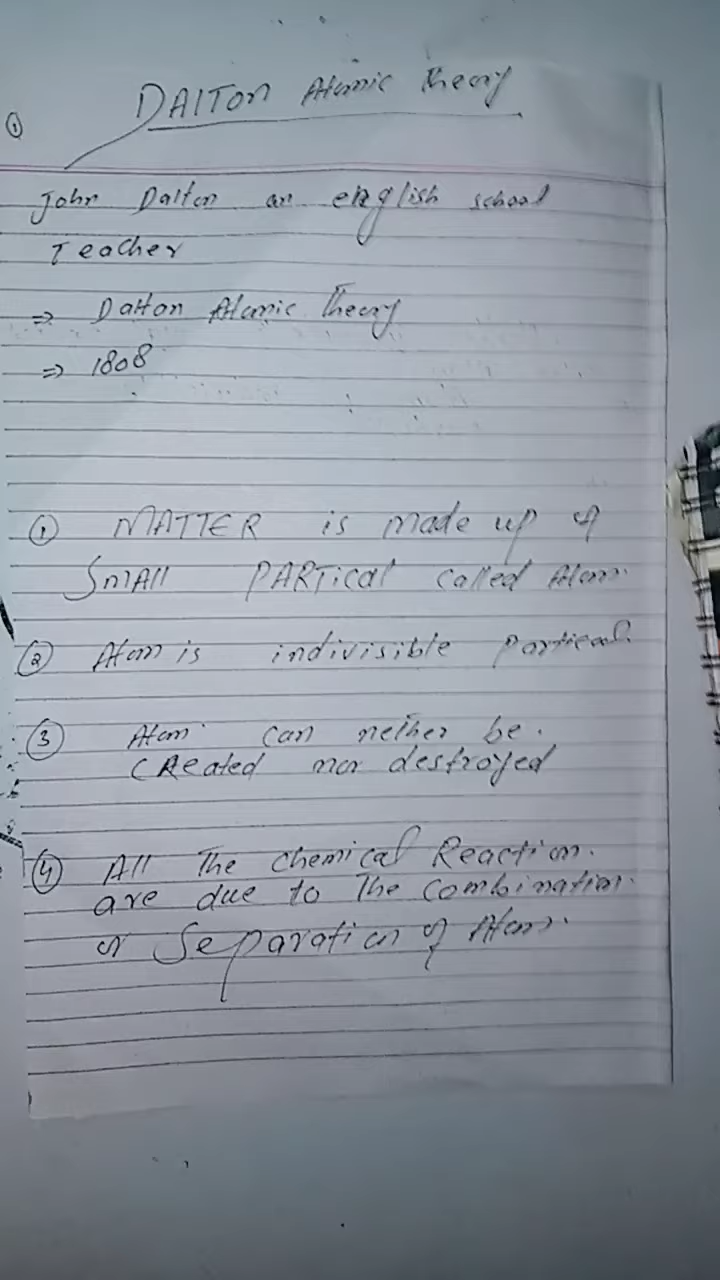 DAlTon Atomic Theory
①
John Dalton an english school
Teacher
⇒ Dalton Atomic Theory
⇒ 1808
① MATTER is made up of
SmAll PARTical called Atom.
② Atom is indivisible Partical.
③ Atom can nether be.
CReated nor destroyed
④ All The chemical Reaction.
are due to The combination.
or Separation of Atom.